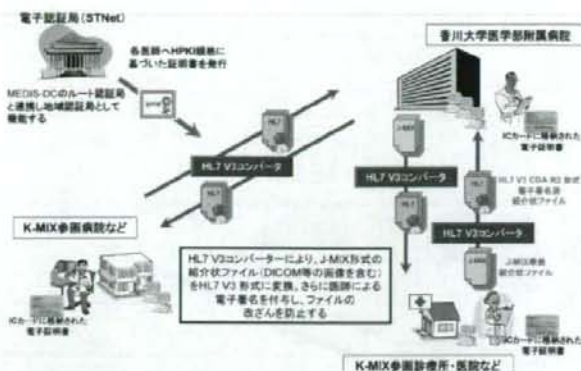 電子認証局(STNet)
各医師へHPKI規格に
基づいた証明書を発行
MEDIS-DCのルート認証局
と連携し地域認証局として
機能する
香川大学医学部附属病院
ICカードに格納された
電子証明書
HL7
HL7 V3コンバータ
HL7
J-MIX
HL7 V3コンバータ
HL7
HL7 V3 CDA R2 形式
電子署名済
紹介状ファイル
HL7
HL7 V3コンバータ
J-MIX
J-MIX形式
紹介状ファイル
K-MIX参画病院など
ICカードに格納された
電子証明書
HL7 V3コンバーターにより、J-MIX形式の
紹介状ファイル(DICOM等の画像を含む)
をHL7 V3 形式に変換、さらに医師による
電子署名を付与し、ファイルの
改ざんを防止する
ICカードに格納された
電子証明書
K-MIX参画診療所・医院など